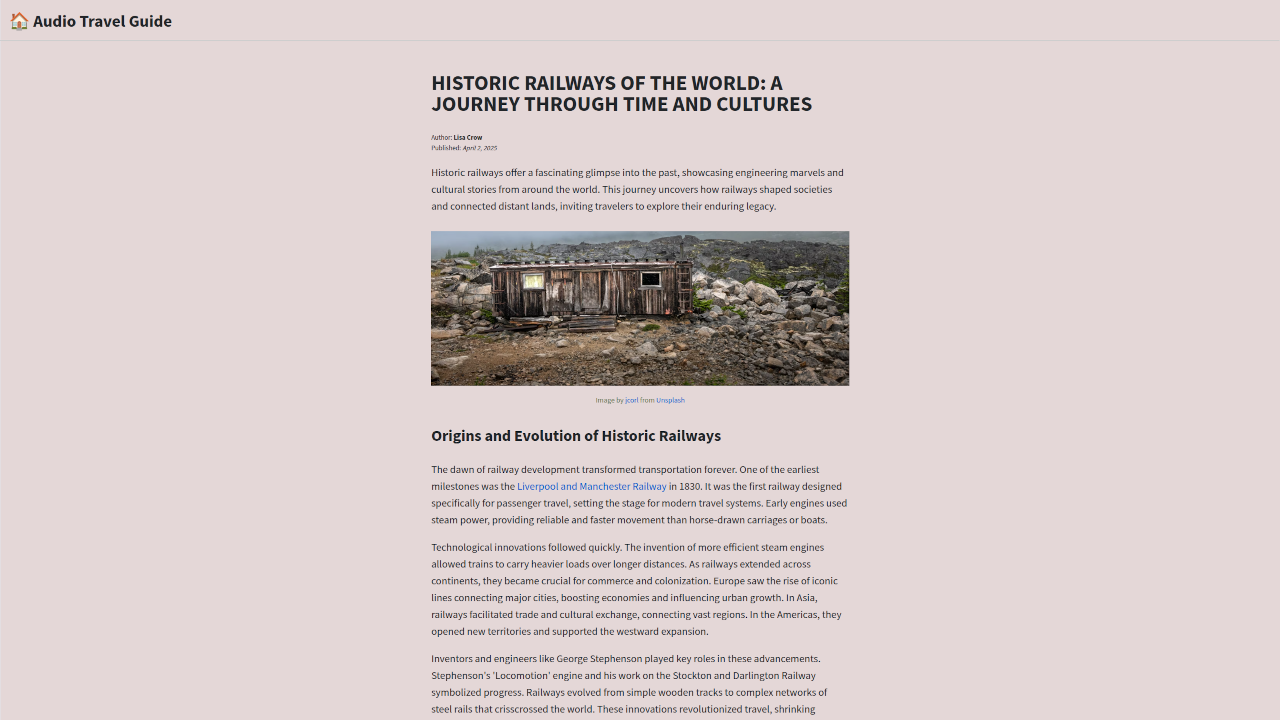 Audio Travel Guide
HISTORIC RAILWAYS OF THE WORLD: A
JOURNEY THROUGH TIME AND CULTURES
Author: Lisa Crow
Published: April 2, 2025
Historic railways offer a fascinating glimpse into the past, showcasing engineering marvels and
cultural stories from around the world. This journey uncovers how railways shaped societies
and connected distant lands, inviting travelers to explore their enduring legacy.
Image by jcorl from Unsplash
Origins and Evolution of Historic Railways
The dawn of railway development transformed transportation forever. One of the earliest
milestones was the Liverpool and Manchester Railway in 1830. It was the first railway designed
specifically for passenger travel, setting the stage for modern travel systems. Early engines used
steam power, providing reliable and faster movement than horse-drawn carriages or boats.
Technological innovations followed quickly. The invention of more efficient steam engines
allowed trains to carry heavier loads over longer distances. As railways extended across
continents, they became crucial for commerce and colonization. Europe saw the rise of iconic
lines connecting major cities, boosting economies and influencing urban growth. In Asia,
railways facilitated trade and cultural exchange, connecting vast regions. In the Americas, they
opened new territories and supported the westward expansion.
Inventors and engineers like George Stephenson played key roles in these advancements.
Stephenson's 'Locomotion' engine and his work on the Stockton and Darlington Railway
symbolized progress. Railways evolved from simple wooden tracks to complex networks of
steel rails that crisscrossed the world. These innovations revolutionized travel, shrinking